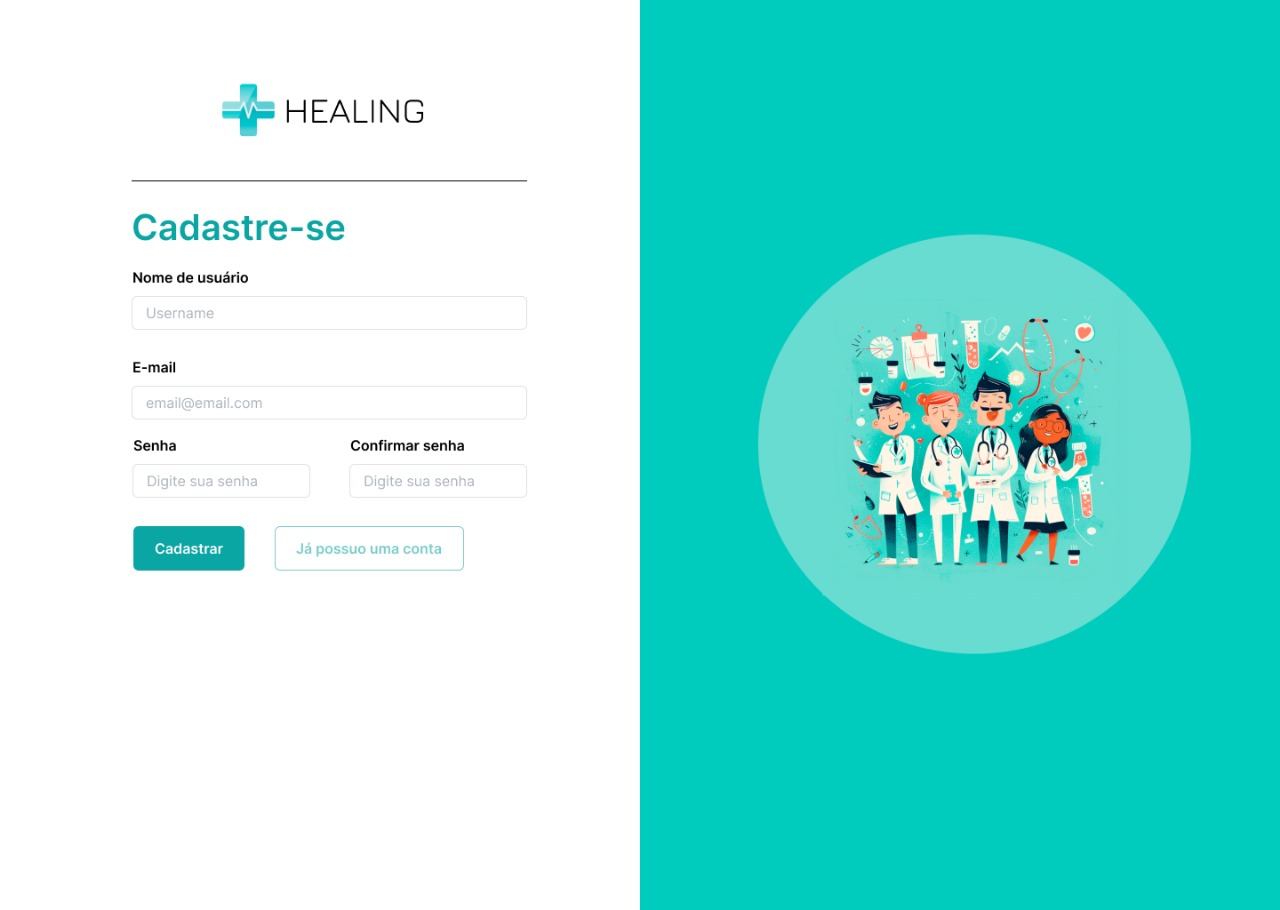 HEALING
Cadastre-se
Nome de usuário
Username
E-mail
email@email.com
Senha
Confirmar senha
Digite sua senha
Digite sua senha
Cadastrar
Já possuo uma conta